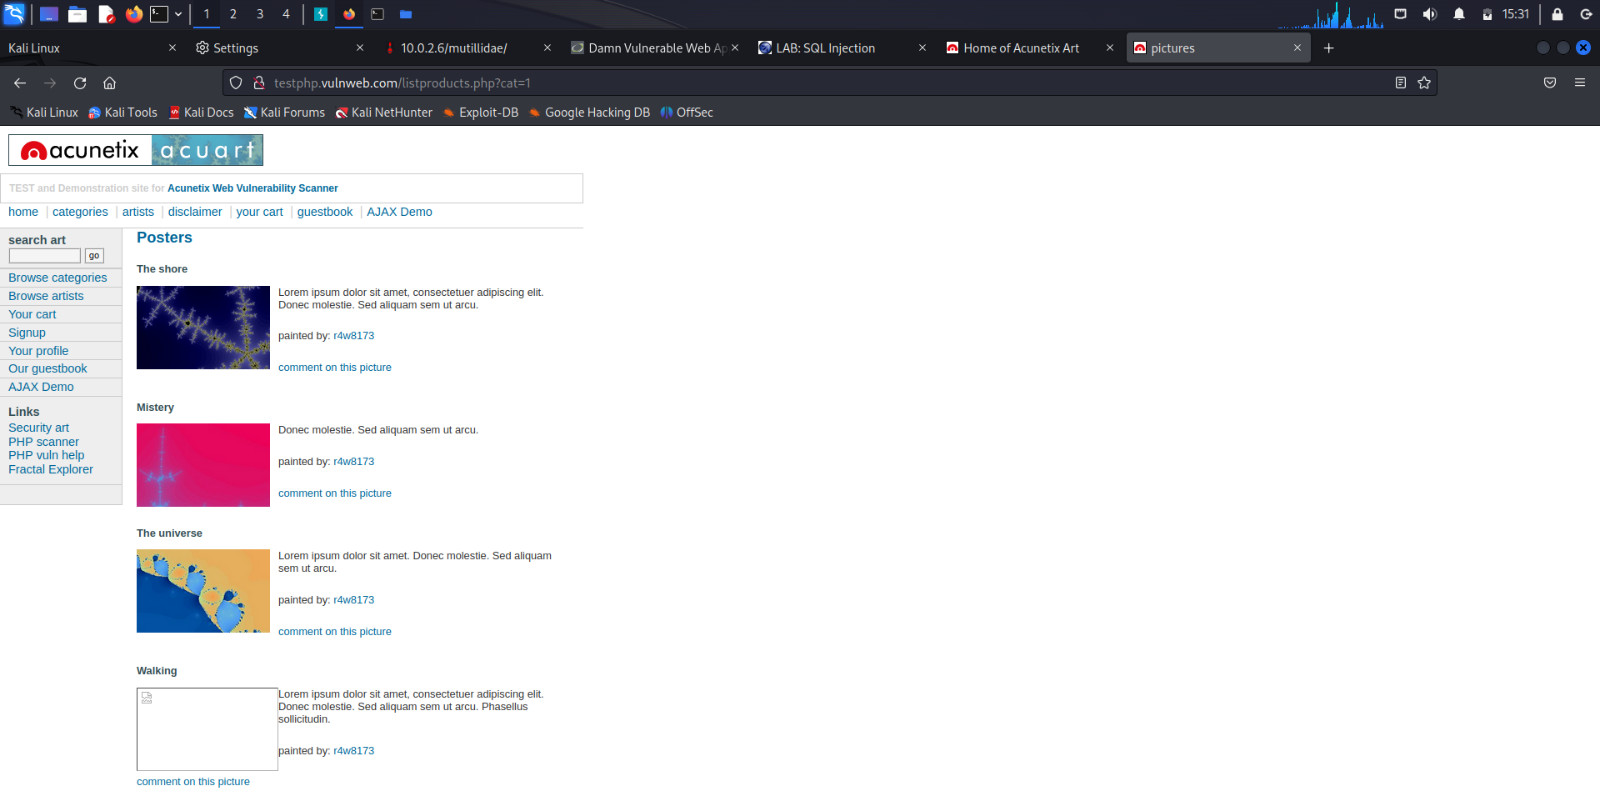 1 2 3 4 15:31
Kali Linux Settings 10.0.2.6/mutillidae/ Damn Vulnerable Web Ap LAB: SQL Injection Home of Acunetix Art pictures
testphp.vulnweb.com/listproducts.php?cat=1
Kali Linux Kali Tools Kali Docs Kali Forums Kali NetHunter Exploit-DB Google Hacking DB OffSec
acunetix acuart
TEST and Demonstration site for Acunetix Web Vulnerability Scanner
home | categories | artists | disclaimer | your cart | guestbook | AJAX Demo
search art
go
Browse categories
Browse artists
Your cart
Signup
Your profile
Our guestbook
AJAX Demo
Links
Security art
PHP scanner
PHP vuln help
Fractal Explorer
Posters
The shore
Lorem ipsum dolor sit amet, consectetuer adipiscing elit.
Donec molestie. Sed aliquam sem ut arcu.
painted by: r4w8173
comment on this picture
Mistery
Donec molestie. Sed aliquam sem ut arcu.
painted by: r4w8173
comment on this picture
The universe
Lorem ipsum dolor sit amet. Donec molestie. Sed aliquam
sem ut arcu.
painted by: r4w8173
comment on this picture
Walking
Lorem ipsum dolor sit amet, consectetuer adipiscing elit.
Donec molestie. Sed aliquam sem ut arcu. Phasellus
sollicitudin.
painted by: r4w8173
comment on this picture